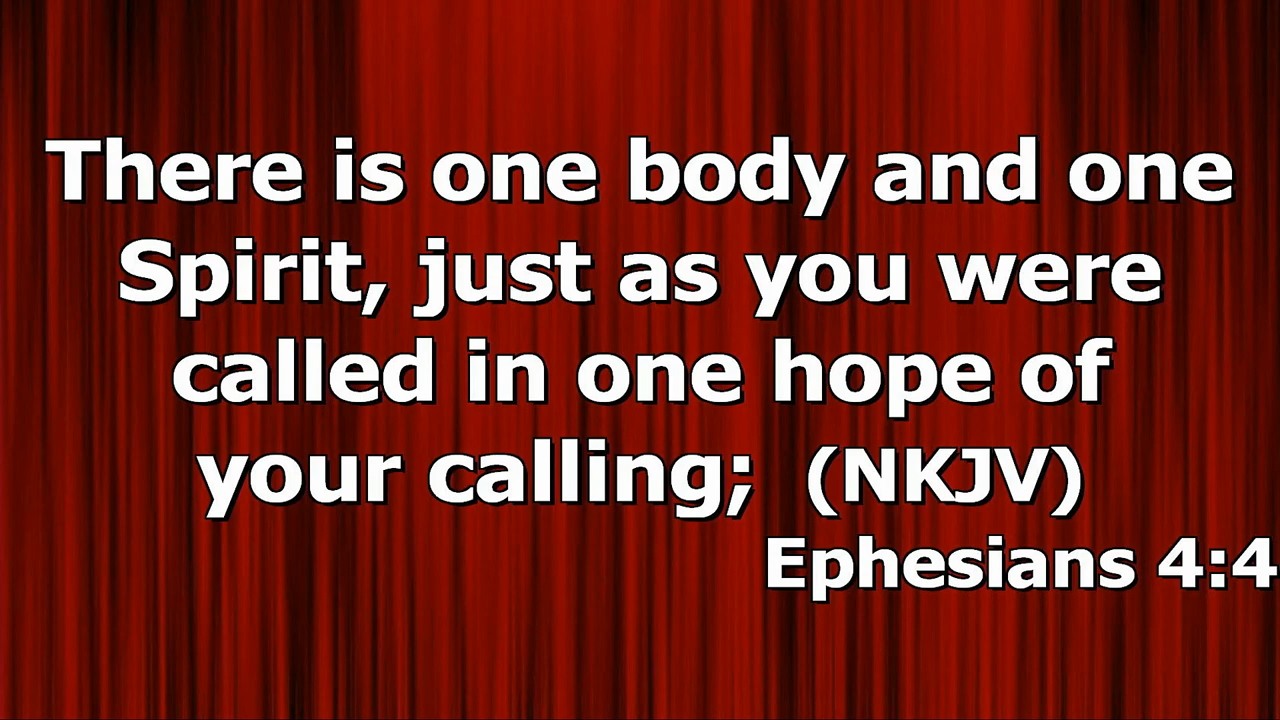 There is one body and one
Spirit, just as you were
called in one hope of
your calling; (NKJV)
Ephesians 4:4